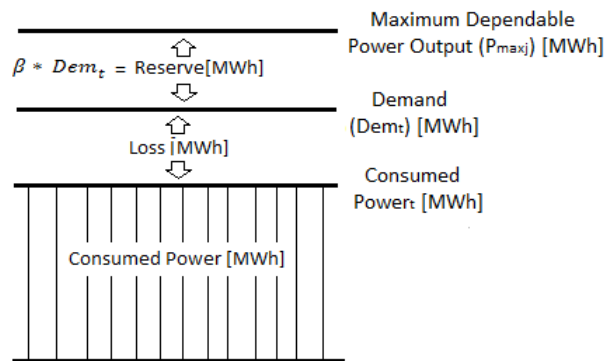 Maximum Dependable
Power Output (Pmaxj) [MWh]
β * Demt = Reserve[MWh]
Demand
(Demt) [MWh]
Loss [MWh]
Consumed
Powert [MWh]
Consumed Power [MWh]